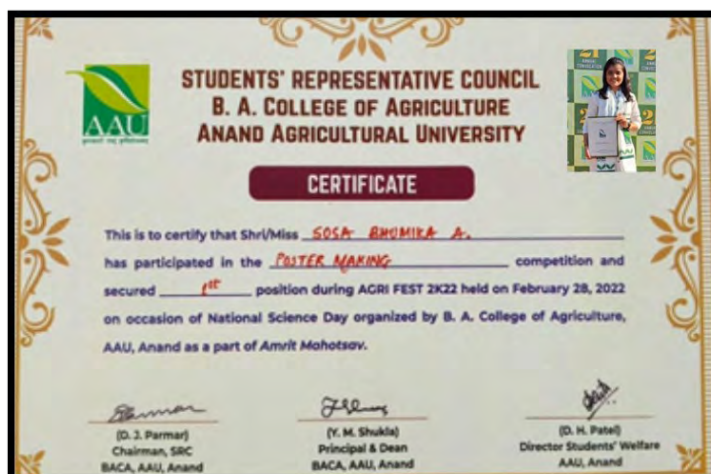 AAU
STUDENTS' REPRESENTATIVE COUNCIL
B. A. COLLEGE OF AGRICULTURE
ANAND AGRICULTURAL UNIVERSITY
CERTIFICATE
This is to certify that Shri/Miss SOSA BHUMIKA A.
has participated in the POSTER MAKING competition and
secured 1st position during AGRI FEST 2K22 held on February 28, 2022
on occasion of National Science Day organized by B. A. College of Agriculture,
AAU, Anand as a part of Amrit Mahotsav.
(D. J. Parmar)
Chairman, SRC
BACA, AAU, Anand
(Y. M. Shukla)
Principal & Dean
BACA, AAU, Anand
(D. H. Patel)
Director Students' Welfare
AAU, Anand